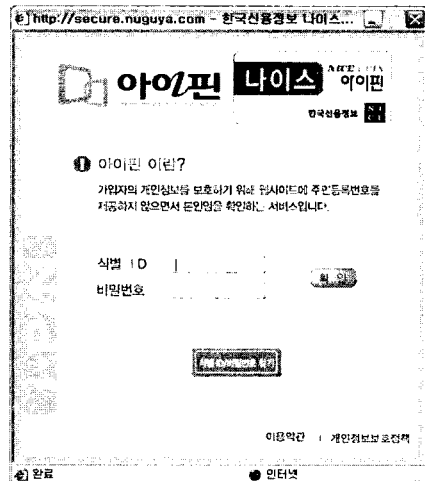 http://secure.nuguya.com - 한국신용정보 나이스...
아이핀 나이스 아이핀
한국신용정보 NICE
아이핀 이란?
가입자의 개인정보를 보호하기 위해 웹사이트에 주민등록번호를
제공하지 않으면서 본인임을 확인하는 서비스입니다.
식별 ID
확인
비밀번호
이용약관 | 개인정보보호정책
완료 인터넷